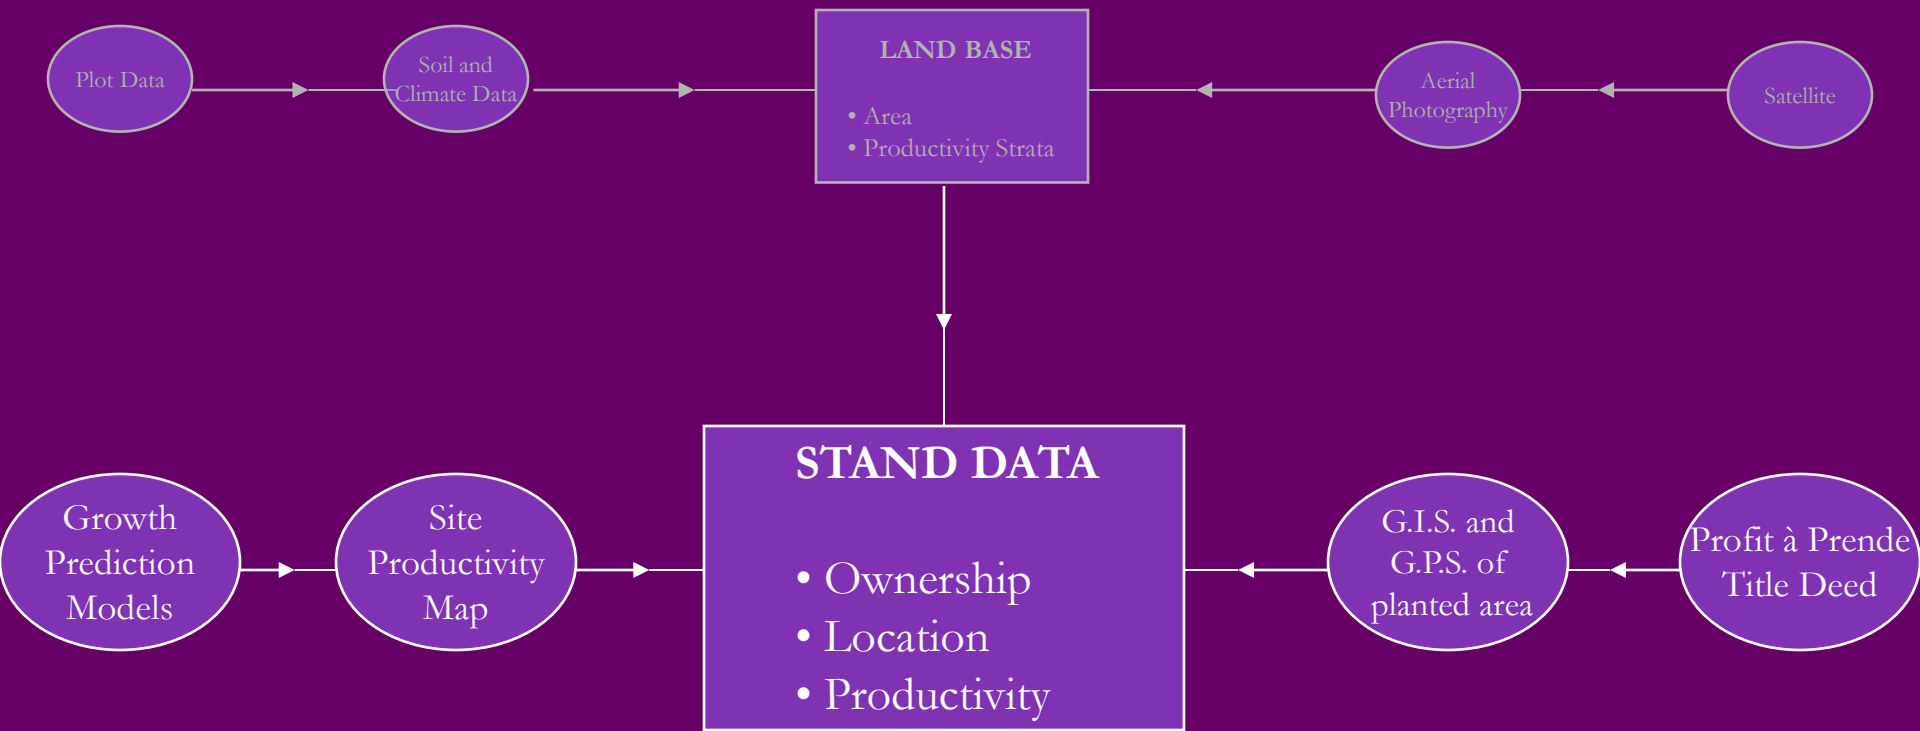 Plot Data
Soil and
Climate Data
LAND BASE
• Area
• Productivity Strata
Aerial
Photography
Satellite
Growth
Prediction
Models
Site
Productivity
Map
STAND DATA
• Ownership
• Location
• Productivity
G.I.S. and
G.P.S. of
planted area
Profit à Prende
Title Deed